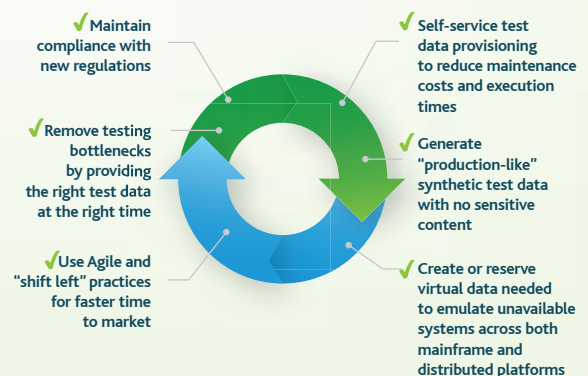 Maintain
compliance with
new regulations
Remove testing
bottlenecks
by providing
the right test data
at the right time
Use Agile and
“shift left” practices
for faster time
to market
Self-service test
data provisioning
to reduce maintenance
costs and execution
times
Generate
“production-like”
synthetic test data
with no sensitive
content
Create or reserve
virtual data needed
to emulate unavailable
systems across both
mainframe and
distributed platforms